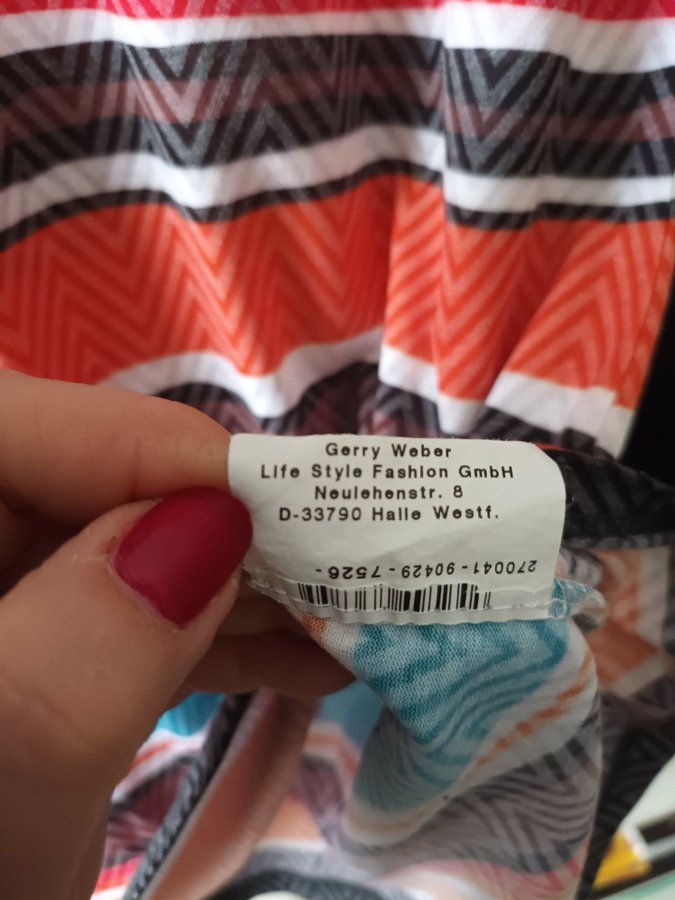 Gerry Weber
Life Style Fashion GmbH
Neulehenstr. 8
D-33790 Halle Westf.
270041-90429-7526-